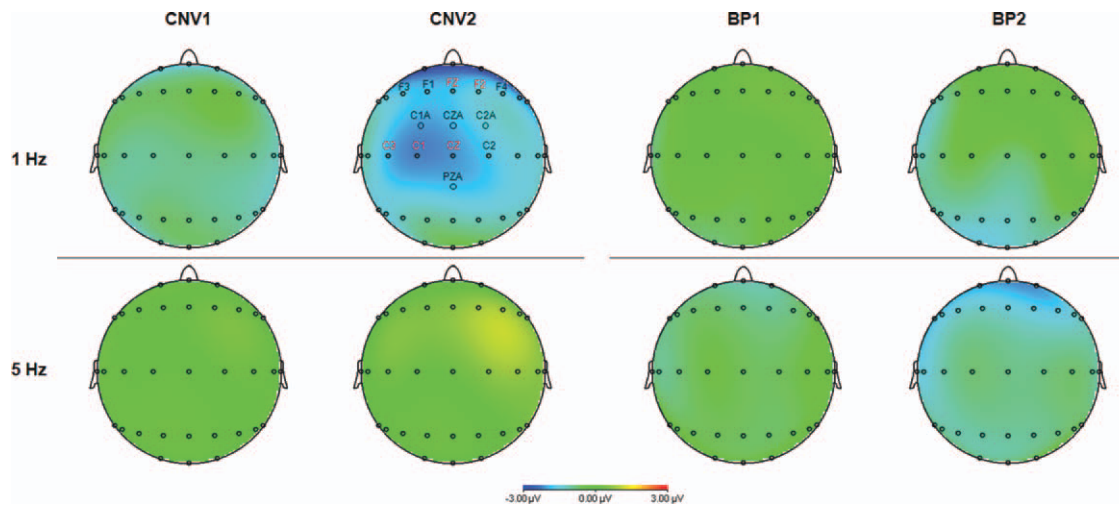 CNV1 CNV2 BP1 BP2
1 Hz
F3 F1 FZ F2 F4
C1A CZA C2A
C3 C1 CZ C2
PZA
5 Hz
-3.00 µV 0.00 µV 3.00 µV